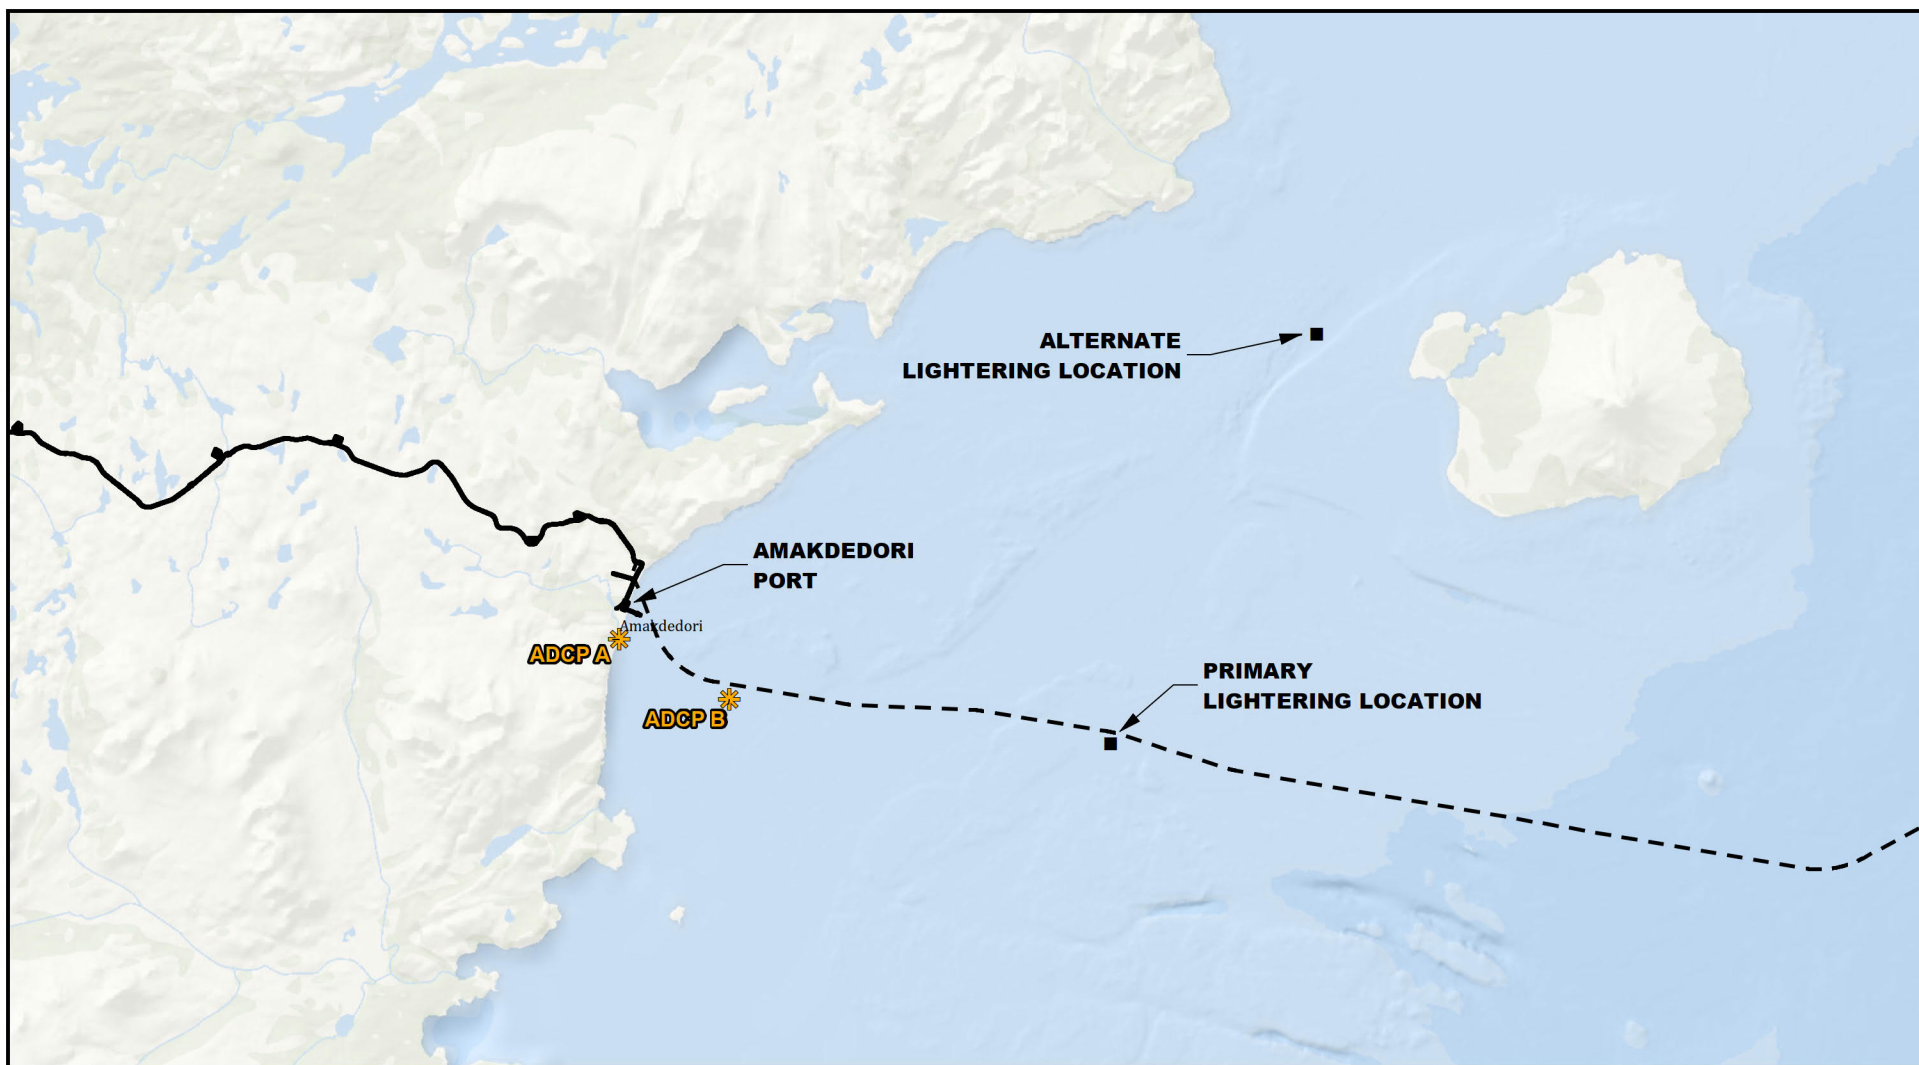 ALTERNATE
LIGHTERING LOCATION
AMAKDEDORI
PORT
Amakdedori
ADCP A
PRIMARY
LIGHTERING LOCATION
ADCP B